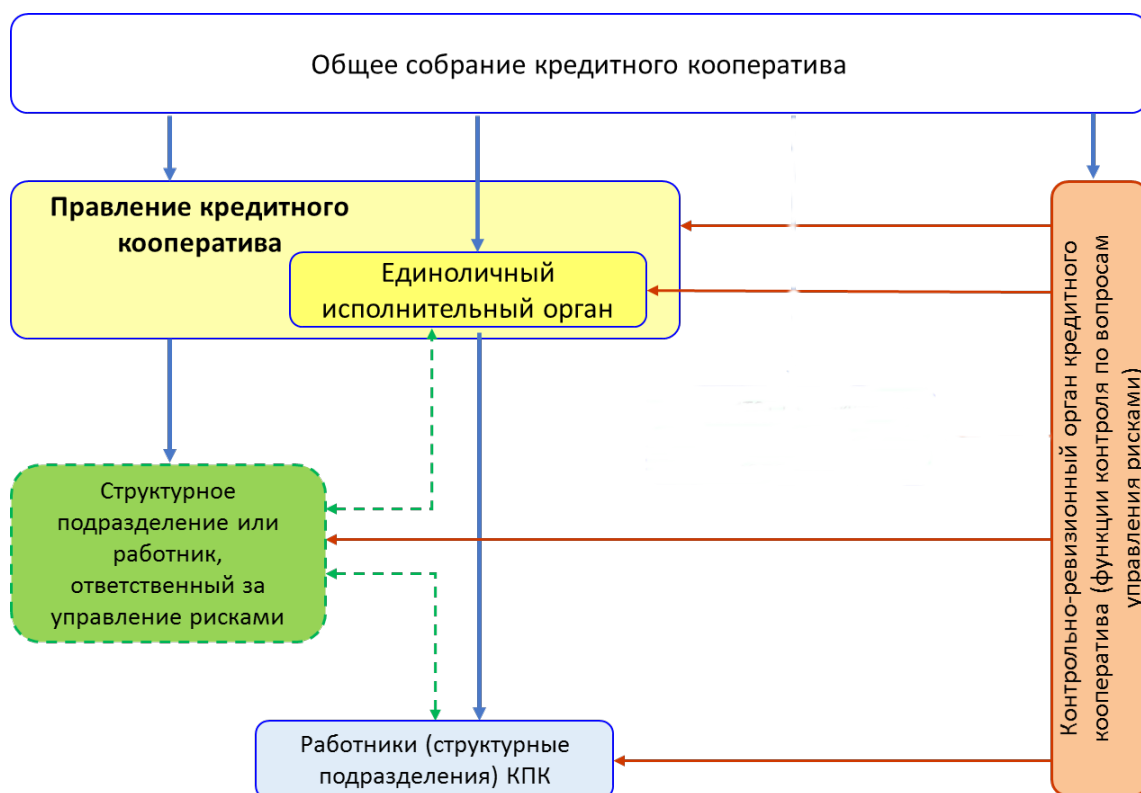 Общее собрание кредитного кооператива
Правление кредитного
кооператива
Единоличный
исполнительный орган
Структурное
подразделение или
работник,
ответственный за
управление рисками
Работники (структурные
подразделения) КПК
Контрольно-ревизионный орган кредитного
кооператива (функции контроля по вопросам
управления рисками)